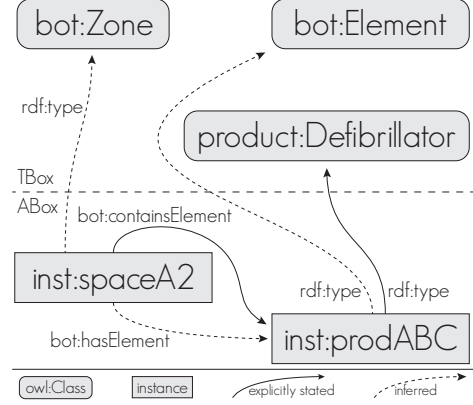 bot:Zone
bot:Element
rdf:type
product:Defibrillator
TBox
ABox
bot:containsElement
inst:spaceA2
rdf:type
rdf:type
bot:hasElement
inst:prodABC
owl:Class
instance
explicitly stated
inferred